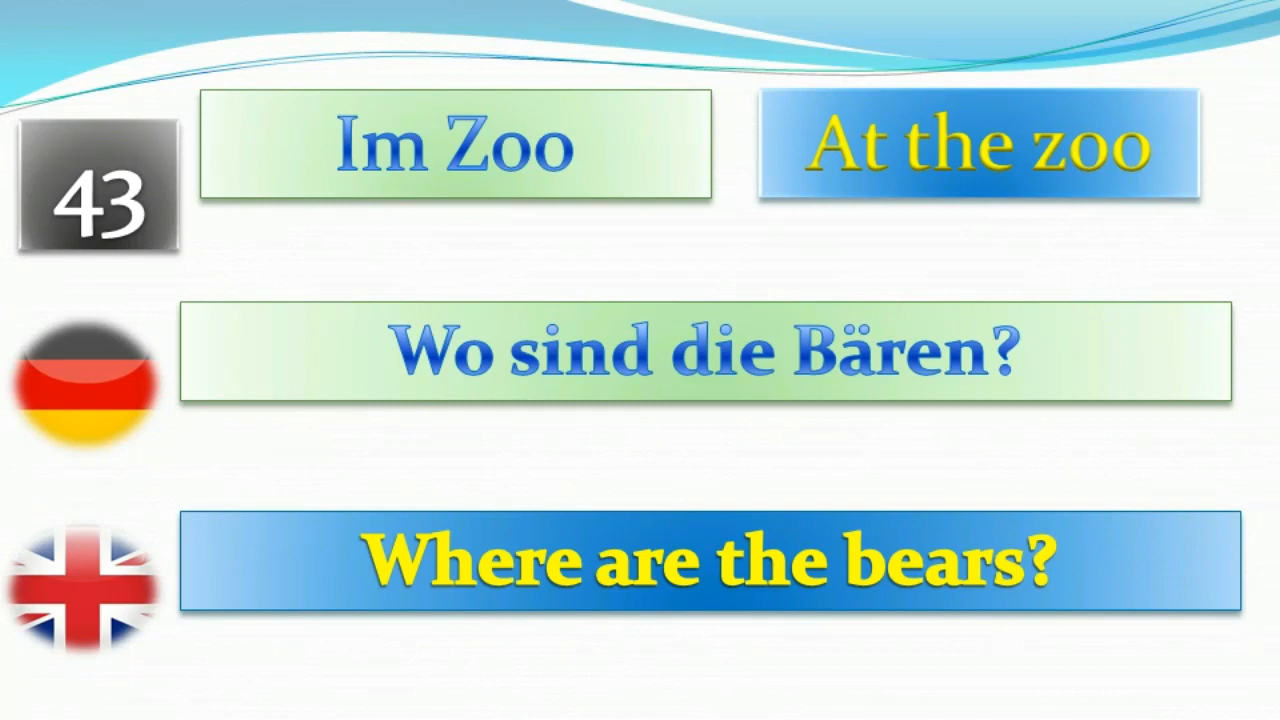 Im Zoo
At the zoo
43
Wo sind die Bären?
Where are the bears?